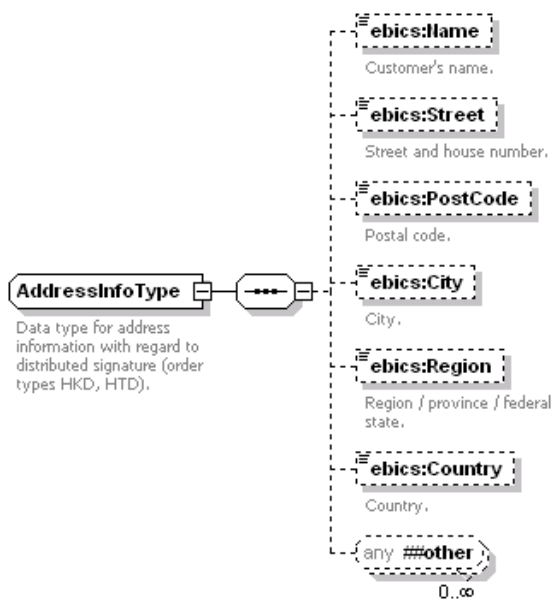 ebics:Name
Customer's name.
ebics:Street
Street and house number.
ebics:PostCode
Postal code.
AddressInfoType
Data type for address
information with regard to
distributed signature (order
types HKD, HTD).
ebics:City
City.
ebics:Region
Region / province / federal
state.
ebics:Country
Country.
any ##other
0..∞